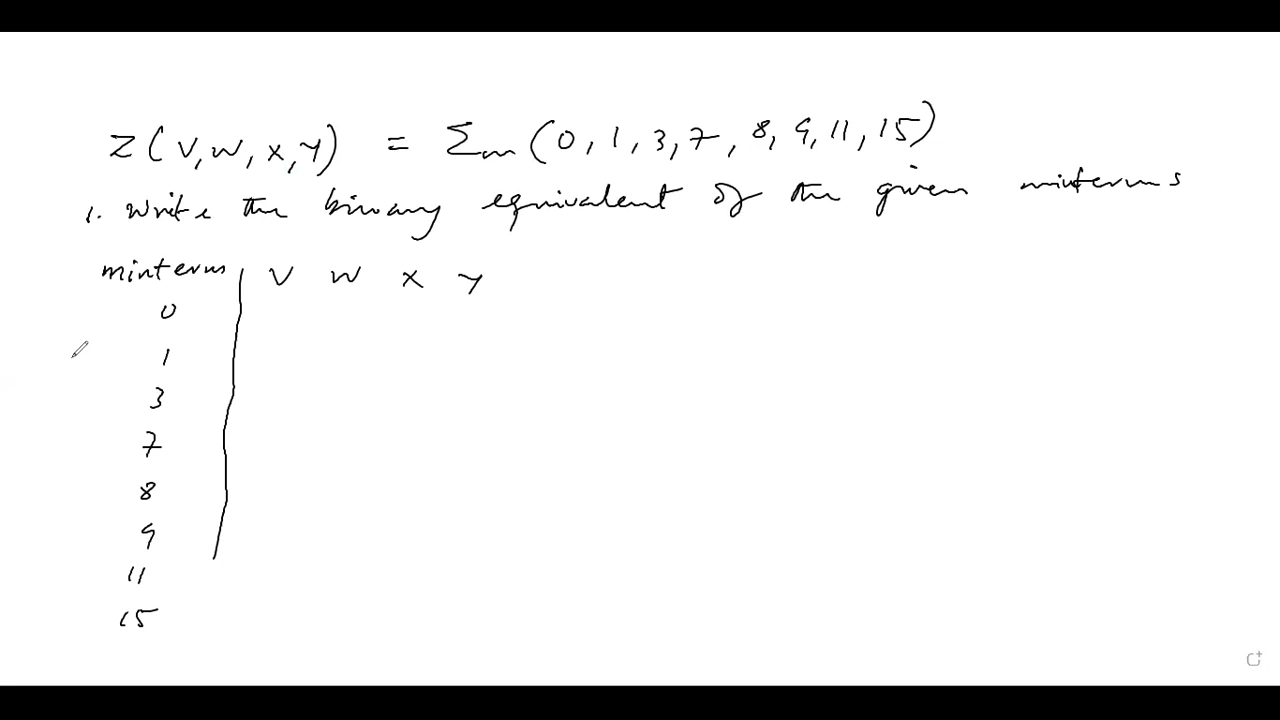 Z(V,W,X,Y) = Σm(0,1,3,7,8,9,11,15)
1. Write the binary equivalent of the given minterms
minterms V W X Y
0
1
3
7
8
9
11
15